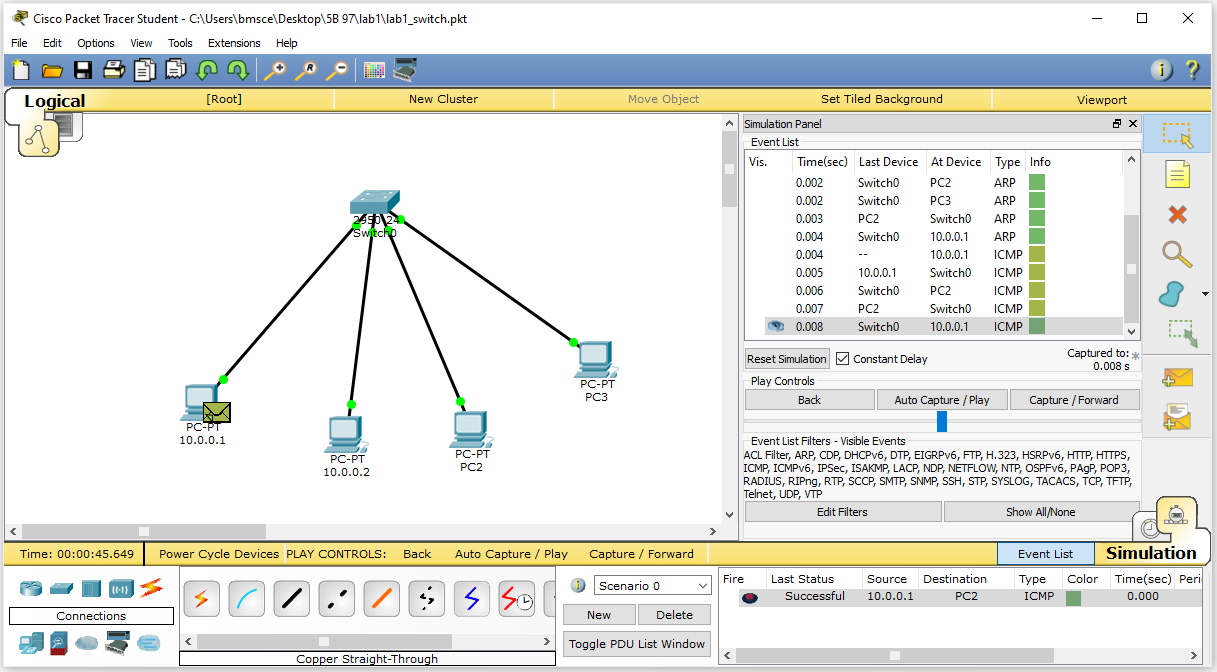 Cisco Packet Tracer Student - C:\Users\bmsce\Desktop\5B 97\lab1\lab1_switch.pkt
File Edit Options View Tools Extensions Help
Logical [Root] New Cluster Move Object Set Tiled Background Viewport
2950-24
Switch0
PC-PT
10.0.0.1
PC-PT
10.0.0.2
PC-PT
PC2
PC-PT
PC3
Simulation Panel
Event List
Vis. Time(sec) Last Device At Device Type Info
0.002 Switch0 PC2 ARP
0.002 Switch0 PC3 ARP
0.003 PC2 Switch0 ARP
0.004 Switch0 10.0.0.1 ARP
0.004 -- 10.0.0.1 ICMP
0.005 10.0.0.1 Switch0 ICMP
0.006 Switch0 PC2 ICMP
0.007 PC2 Switch0 ICMP
0.008 Switch0 10.0.0.1 ICMP
Reset Simulation Constant Delay Captured to: *
0.008 s
Play Controls
Back Auto Capture / Play Capture / Forward
Event List Filters - Visible Events
ACL Filter, ARP, CDP, DHCPv6, DTP, EIGRPv6, FTP, H.323, HSRPv6, HTTP, HTTPS,
ICMP, ICMPv6, IPSec, ISAKMP, LACP, NDP, NETFLOW, NTP, OSPFv6, PAgP, POP3,
RADIUS, RIPng, RTP, SCCP, SMTP, SNMP, SSH, STP, SYSLOG, TACACS, TCP, TFTP,
Telnet, UDP, VTP
Edit Filters Show All/None
Time: 00:00:45.649 Power Cycle Devices PLAY CONTROLS: Back Auto Capture / Play Capture / Forward Event List Simulation
Connections
Copper Straight-Through
Scenario 0
New Delete
Toggle PDU List Window
Fire Last Status Source Destination Type Color Time(sec) Peri
Successful 10.0.0.1 PC2 ICMP 0.000